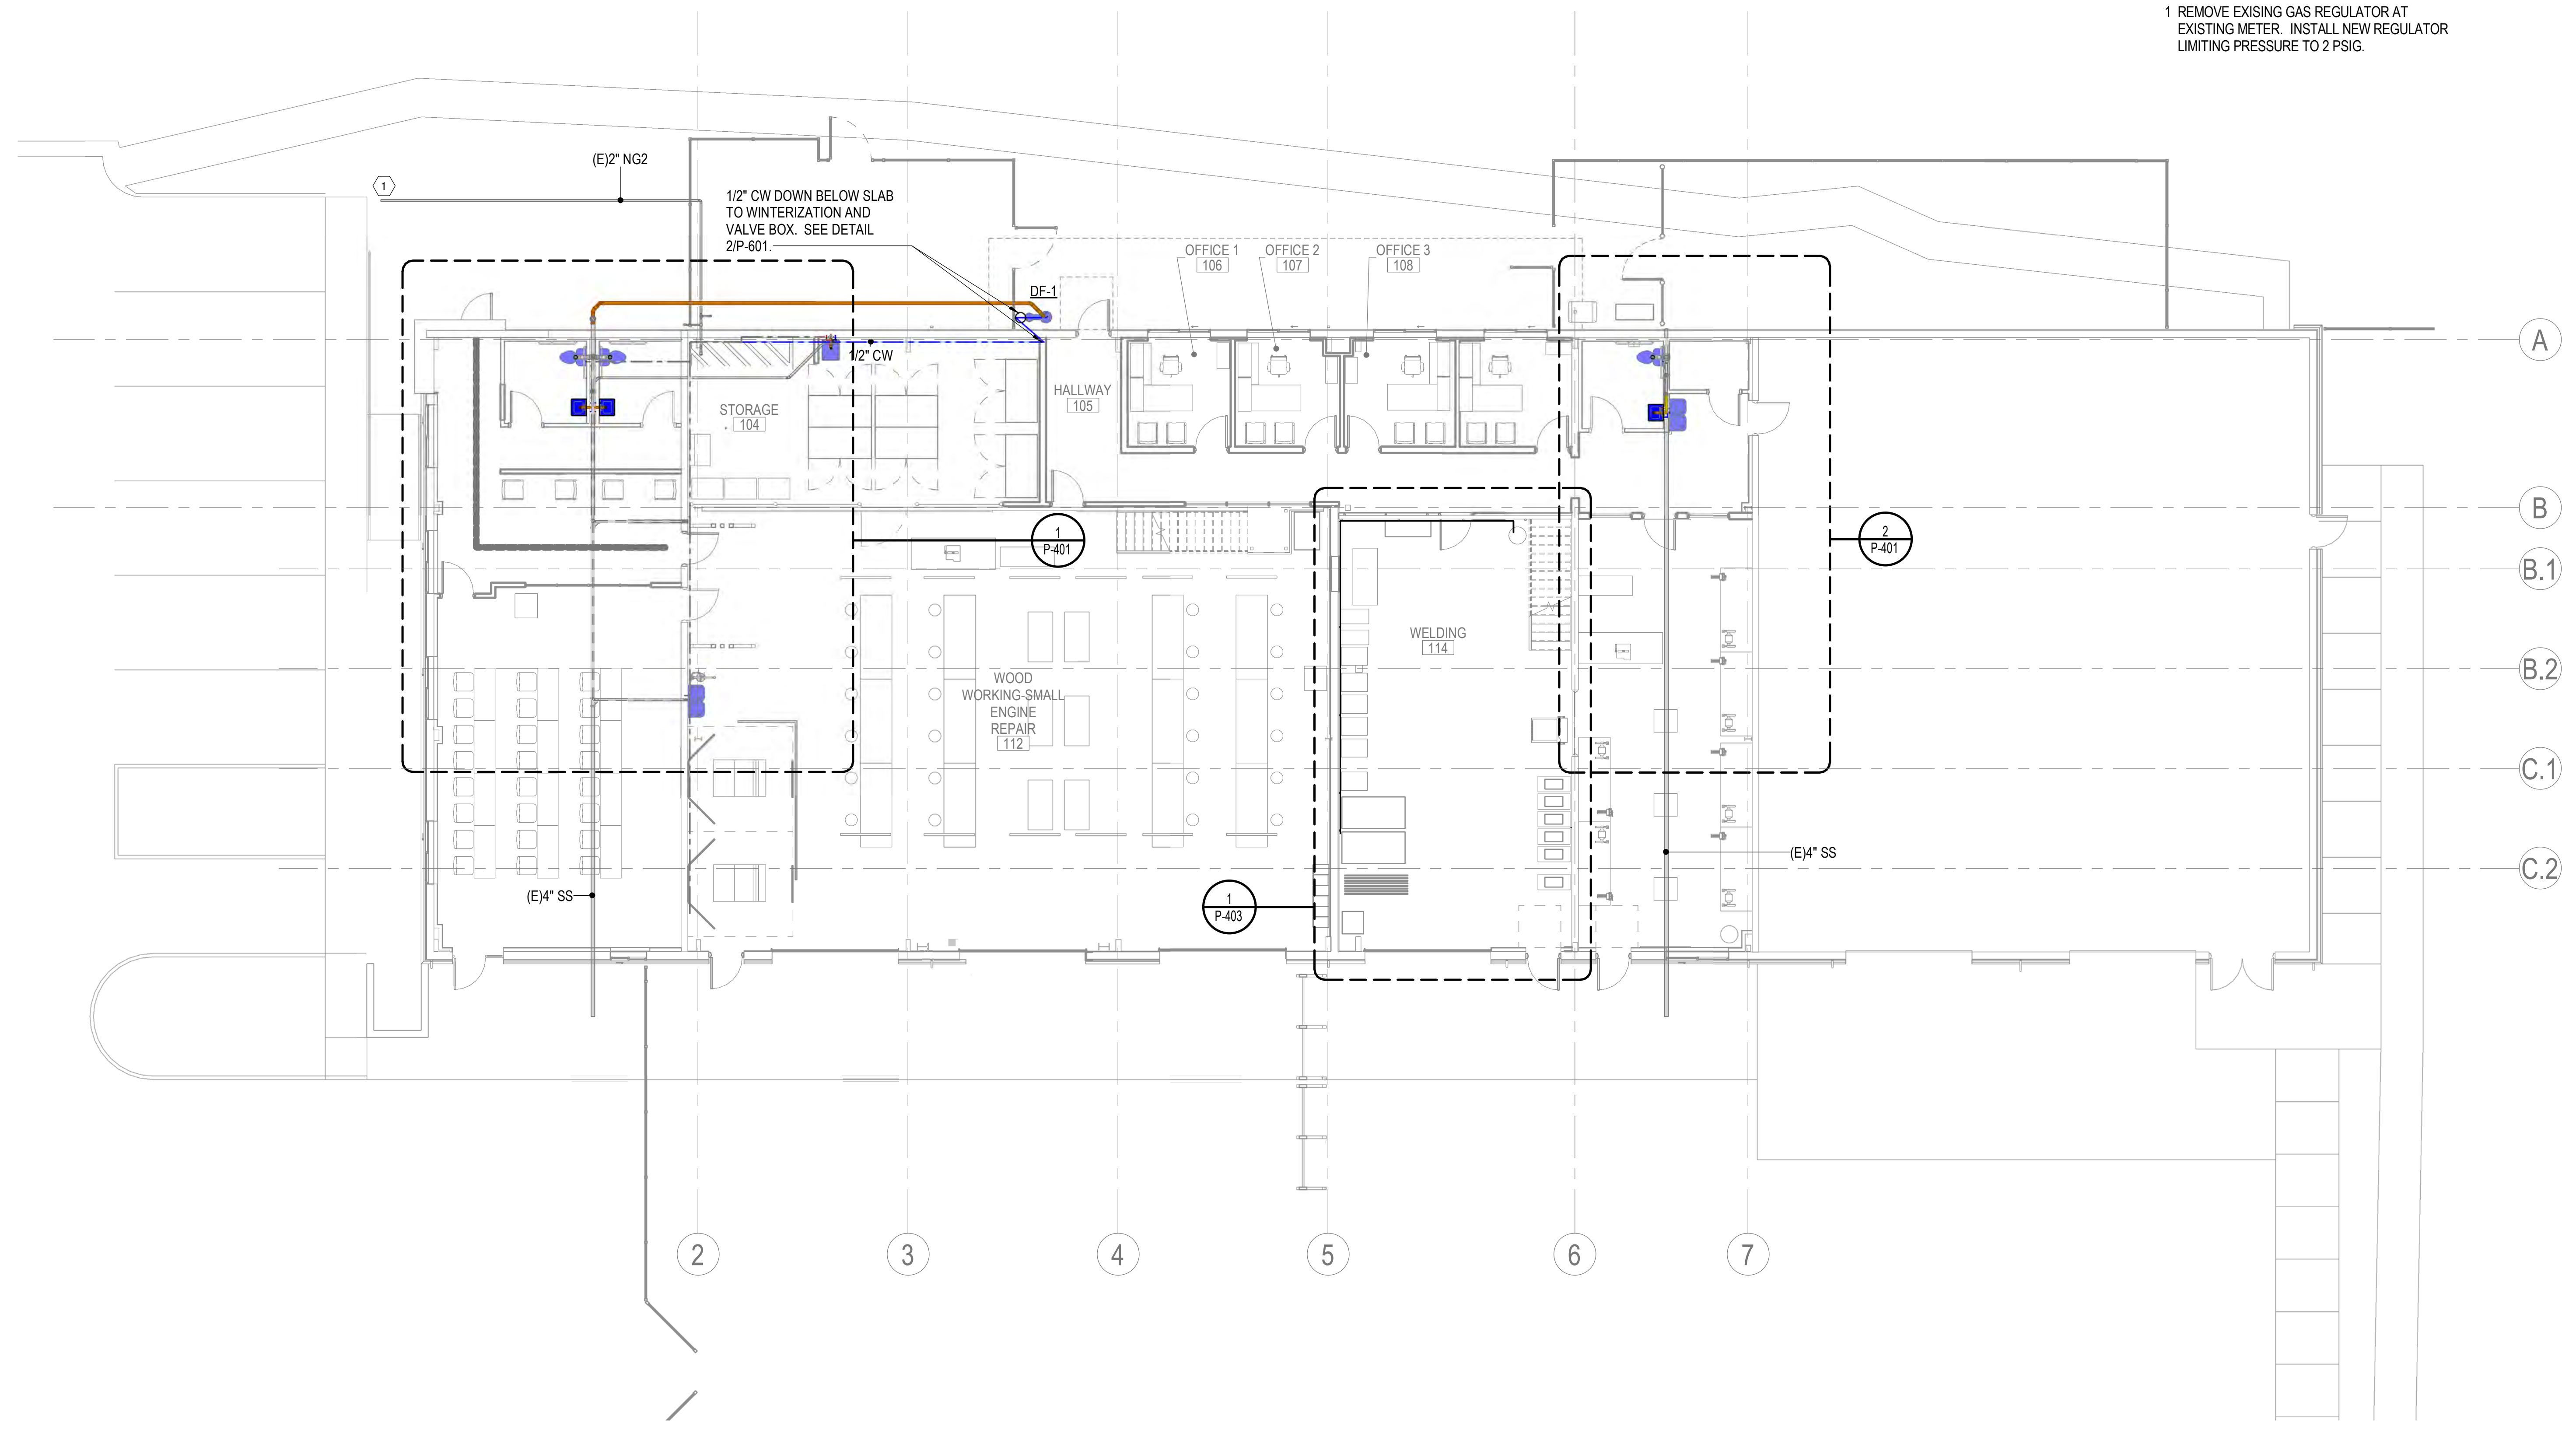 1 REMOVE EXISING GAS REGULATOR AT
EXISTING METER. INSTALL NEW REGULATOR
LIMITING PRESSURE TO 2 PSIG.
(E)2" NG2
1
1/2" CW DOWN BELOW SLAB
TO WINTERIZATION AND
VALVE BOX. SEE DETAIL
2/P-601.
DF-1
OFFICE 1
106
OFFICE 2
107
OFFICE 3
108
A
1/2" CW
HALLWAY
105
STORAGE
104
B
1
P-401
2
P-401
B.1
WELDING
114
B.2
WOOD
WORKING-SMALL
ENGINE
REPAIR
112
C.1
(E)4" SS
C.2
(E)4" SS
1
P-403
2
3
4
5
6
7